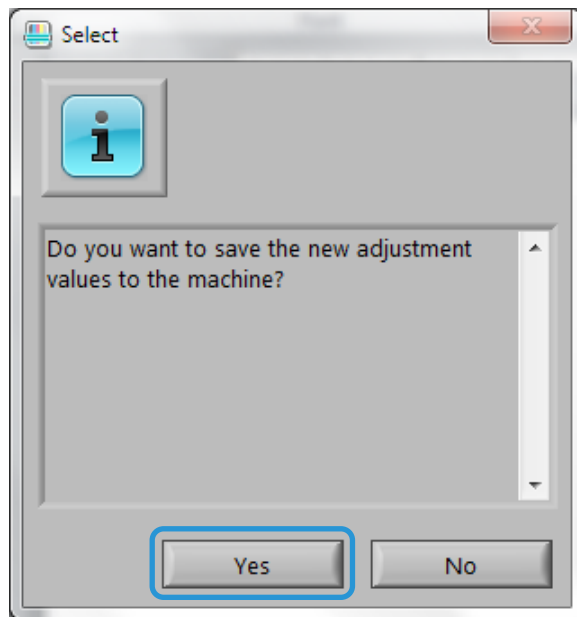 Select
Do you want to save the new adjustment
values to the machine?
Yes
No